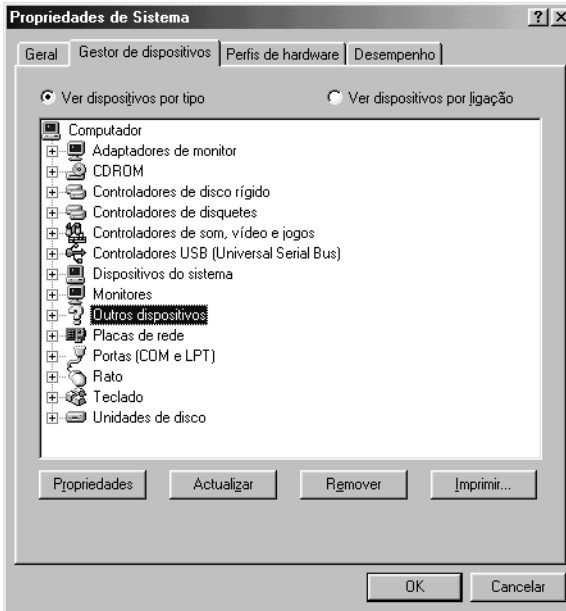 Propriedades de Sistema
Geral Gestor de dispositivos Perfis de hardware Desempenho
Ver dispositivos por tipo Ver dispositivos por ligação
Computador
Adaptadores de monitor
CDROM
Controladores de disco rígido
Controladores de disquetes
Controladores de som, vídeo e jogos
Controladores USB (Universal Serial Bus)
Dispositivos do sistema
Monitores
Outros dispositivos
Placas de rede
Portas (COM e LPT)
Rato
Teclado
Unidades de disco
Propriedades Actualizar Remover Imprimir...
OK Cancelar